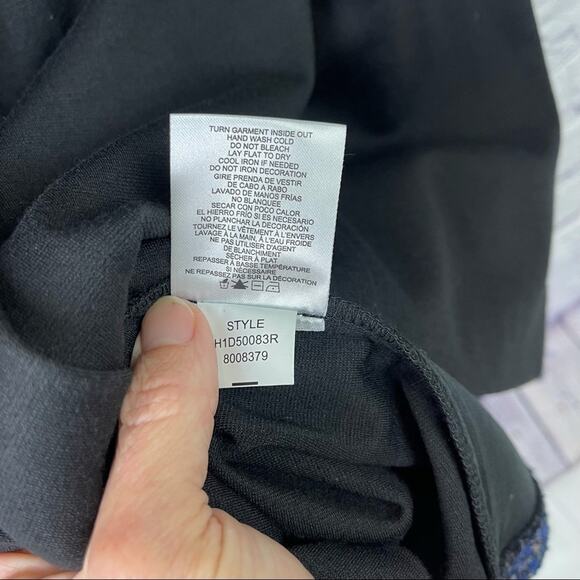 TURN GARMENT INSIDE OUT
HAND WASH COLD
DO NOT BLEACH
LAY FLAT TO DRY
COOL IRON IF NEEDED
DO NOT IRON DECORATION
GIRE PRENDA DE VESTIR
DE CABO A RABO
LAVADO DE MANOS FRÍAS
NO BLANQUEE
SECAR CON POCO CALOR
EL HIERRO FRÍO SI ES NECESARIO
NO PLANCHAR LA DECORACIÓN
TOURNEZ LE VÊTEMENT À L'ENVERS
LAVAGE À LA MAIN, À L'EAU FROIDE
NE PAS UTILISER D'AGENT
DE BLANCHIMENT
SÉCHER À PLAT
REPASSER À BASSE TEMPÉRATURE
SI NÉCESSAIRE
NE REPASSEZ PAS SUR LA DÉCORATION
STYLE
H1D50083R
8008379